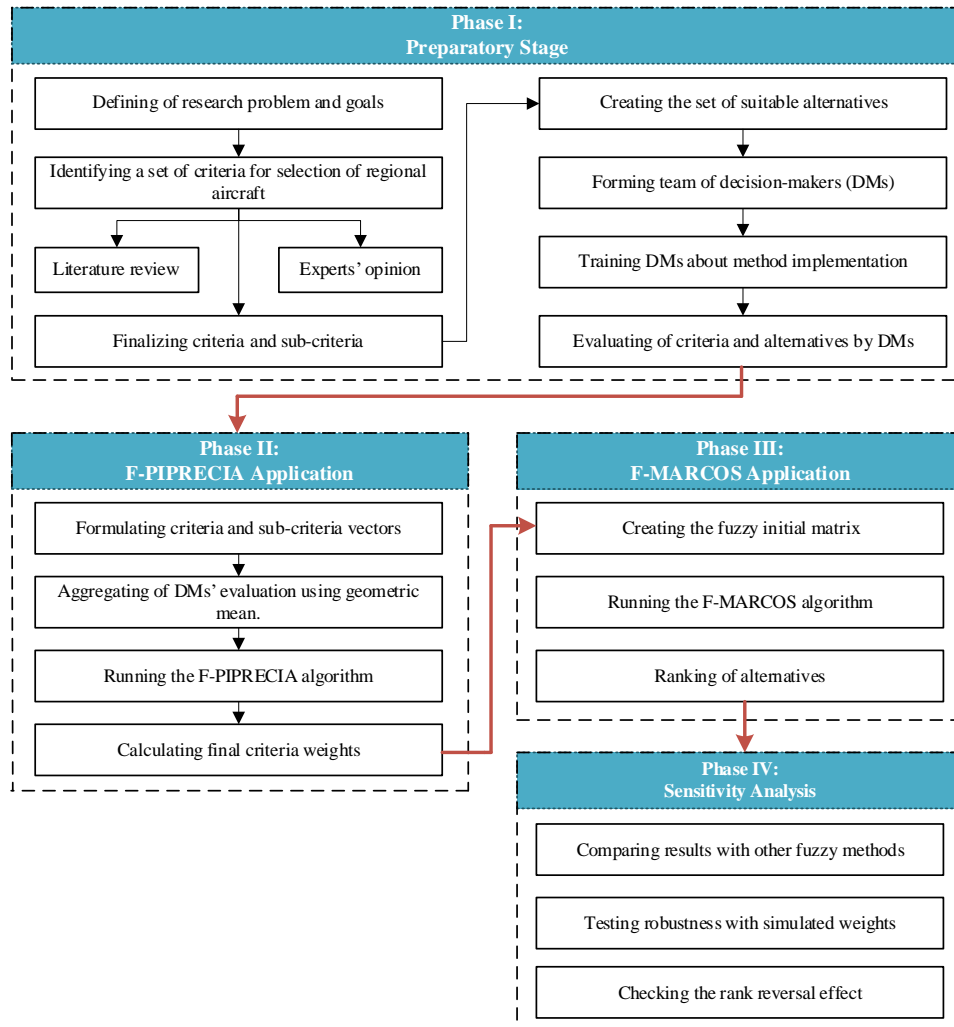 Phase I:
Preparatory Stage
Defining of research problem and goals
Identifying a set of criteria for selection of regional
aircraft
Literature review
Experts’ opinion
Finalizing criteria and sub-criteria
Creating the set of suitable alternatives
Forming team of decision-makers (DMs)
Training DMs about method implementation
Evaluating of criteria and alternatives by DMs
Phase II:
F-PIPRECIA Application
Formulating criteria and sub-criteria vectors
Aggregating of DMs’ evaluation using geometric
mean.
Running the F-PIPRECIA algorithm
Calculating final criteria weights
Phase III:
F-MARCOS Application
Creating the fuzzy initial matrix
Running the F-MARCOS algorithm
Ranking of alternatives
Phase IV:
Sensitivity Analysis
Comparing results with other fuzzy methods
Testing robustness with simulated weights
Checking the rank reversal effect